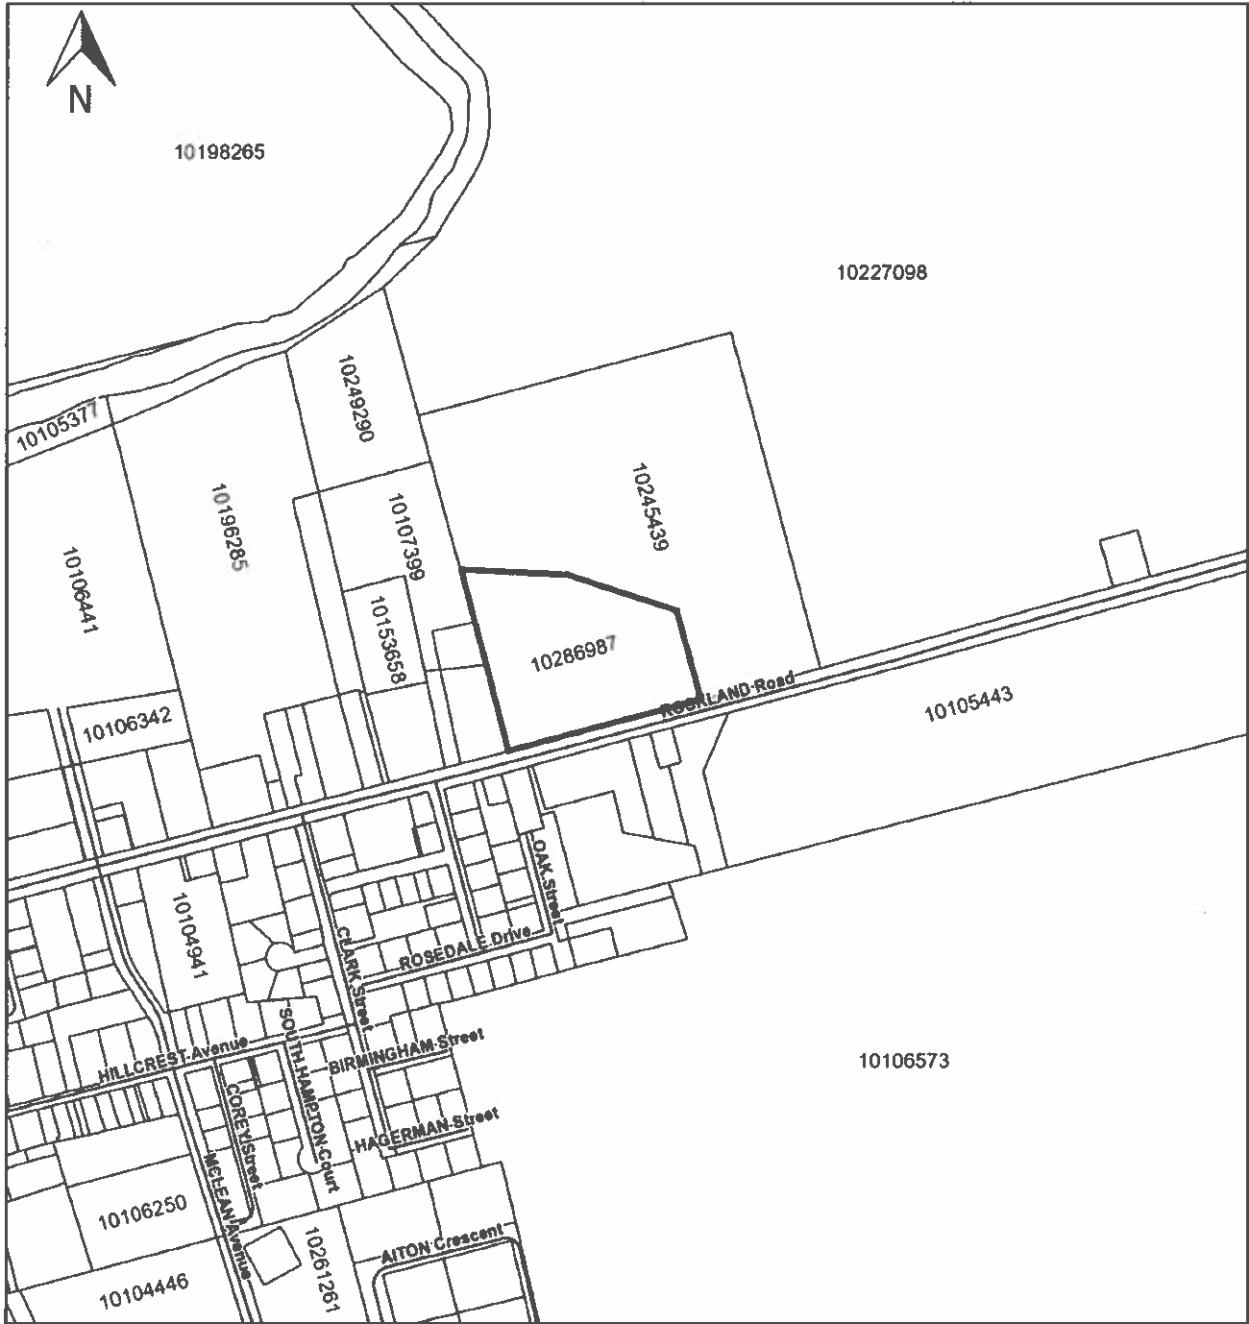 N
10198265
10227098
10249290
10105377
10245439
10196285
10107399
10106441
10153658
10286987
ROCKLAND Road
10105443
10106342
OAK Street
10104941
CLARK Street
ROSEDALE Drive
SOUTH HAMPTON Court
HILLCREST Avenue
BIRMINGHAM Street
10106573
COREY Street
HAGERMAN Street
MCLEAN Avenue
10106250
AITON Crescent
10261261
10104446